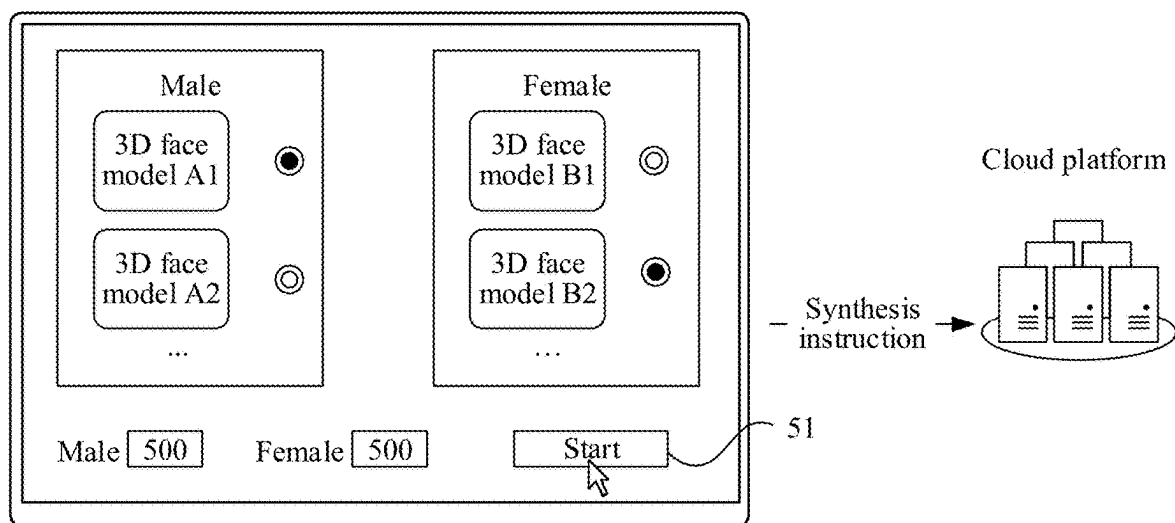 Male
3D face
model A1
3D face
model A2
...
Female
3D face
model B1
3D face
model B2
...
Male 500
Female 500
Start
51
Synthesis
instruction
Cloud platform